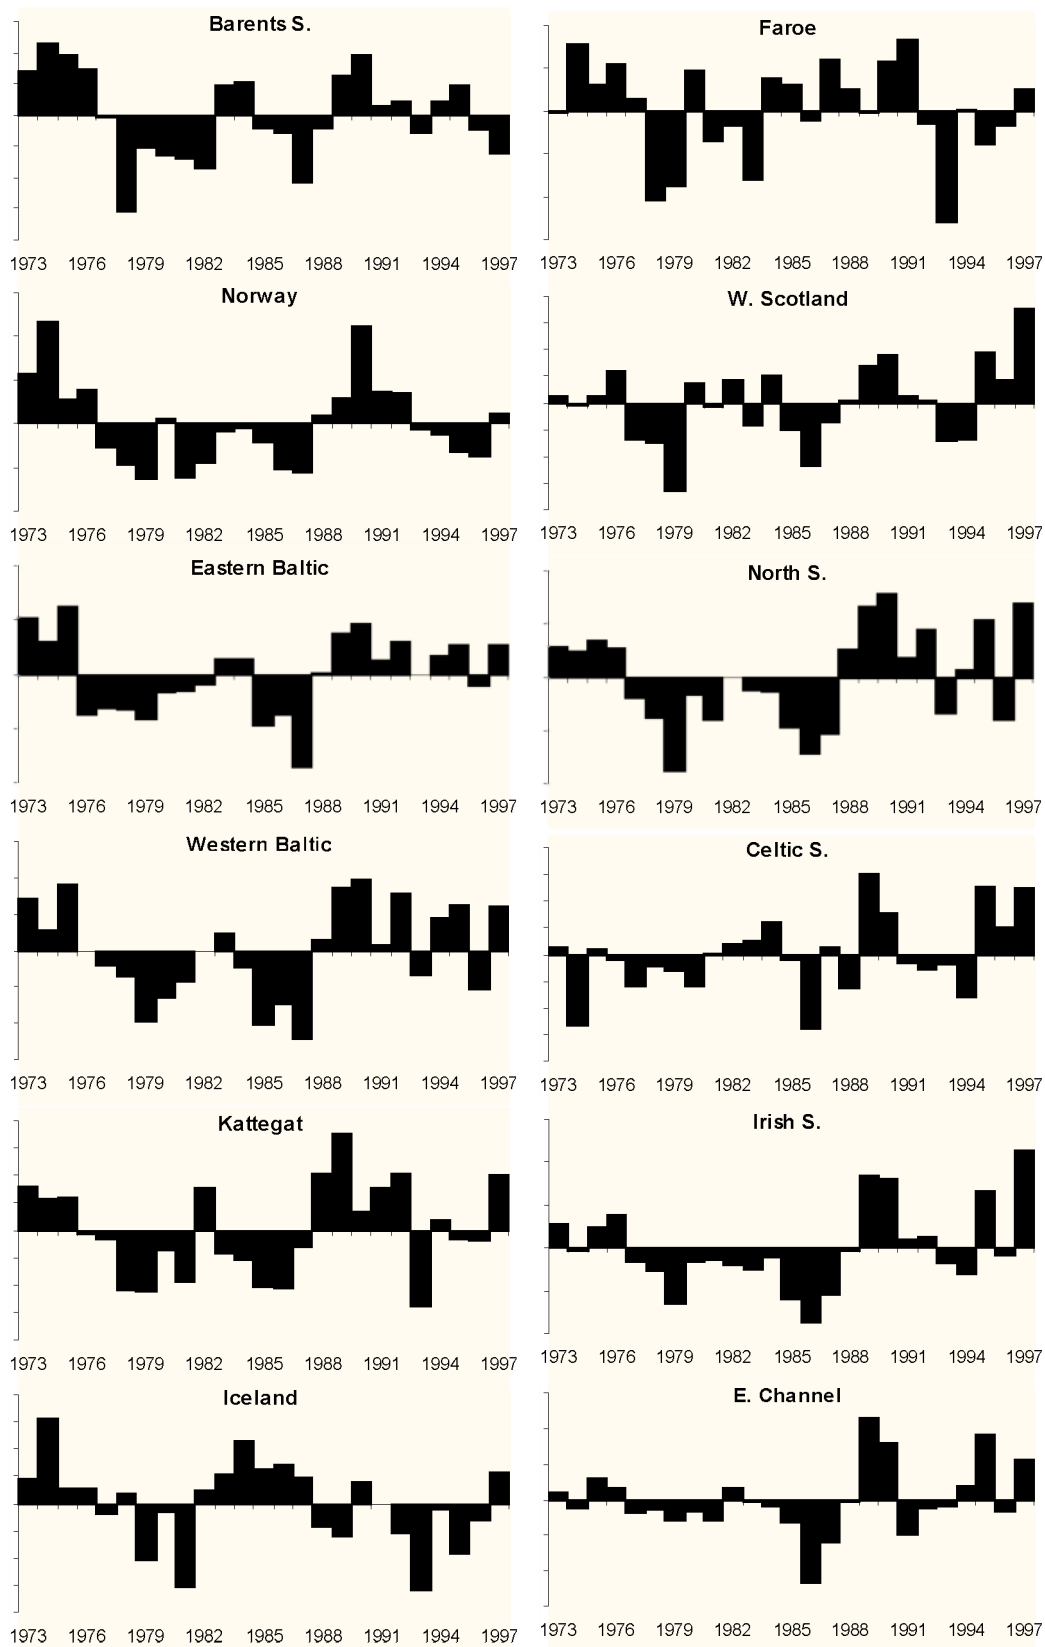 Barents S.
1973 1976 1979 1982 1985 1988 1991 1994 1997
Faroe
1973 1976 1979 1982 1985 1988 1991 1994 1997
Norway
1973 1976 1979 1982 1985 1988 1991 1994 1997
W. Scotland
1973 1976 1979 1982 1985 1988 1991 1994 1997
Eastern Baltic
1973 1976 1979 1982 1985 1988 1991 1994 1997
North S.
1973 1976 1979 1982 1985 1988 1991 1994 1997
Western Baltic
1973 1976 1979 1982 1985 1988 1991 1994 1997
Celtic S.
1973 1976 1979 1982 1985 1988 1991 1994 1997
Kattegat
1973 1976 1979 1982 1985 1988 1991 1994 1997
Irish S.
1973 1976 1979 1982 1985 1988 1991 1994 1997
Iceland
1973 1976 1979 1982 1985 1988 1991 1994 1997
E. Channel
1973 1976 1979 1982 1985 1988 1991 1994 1997